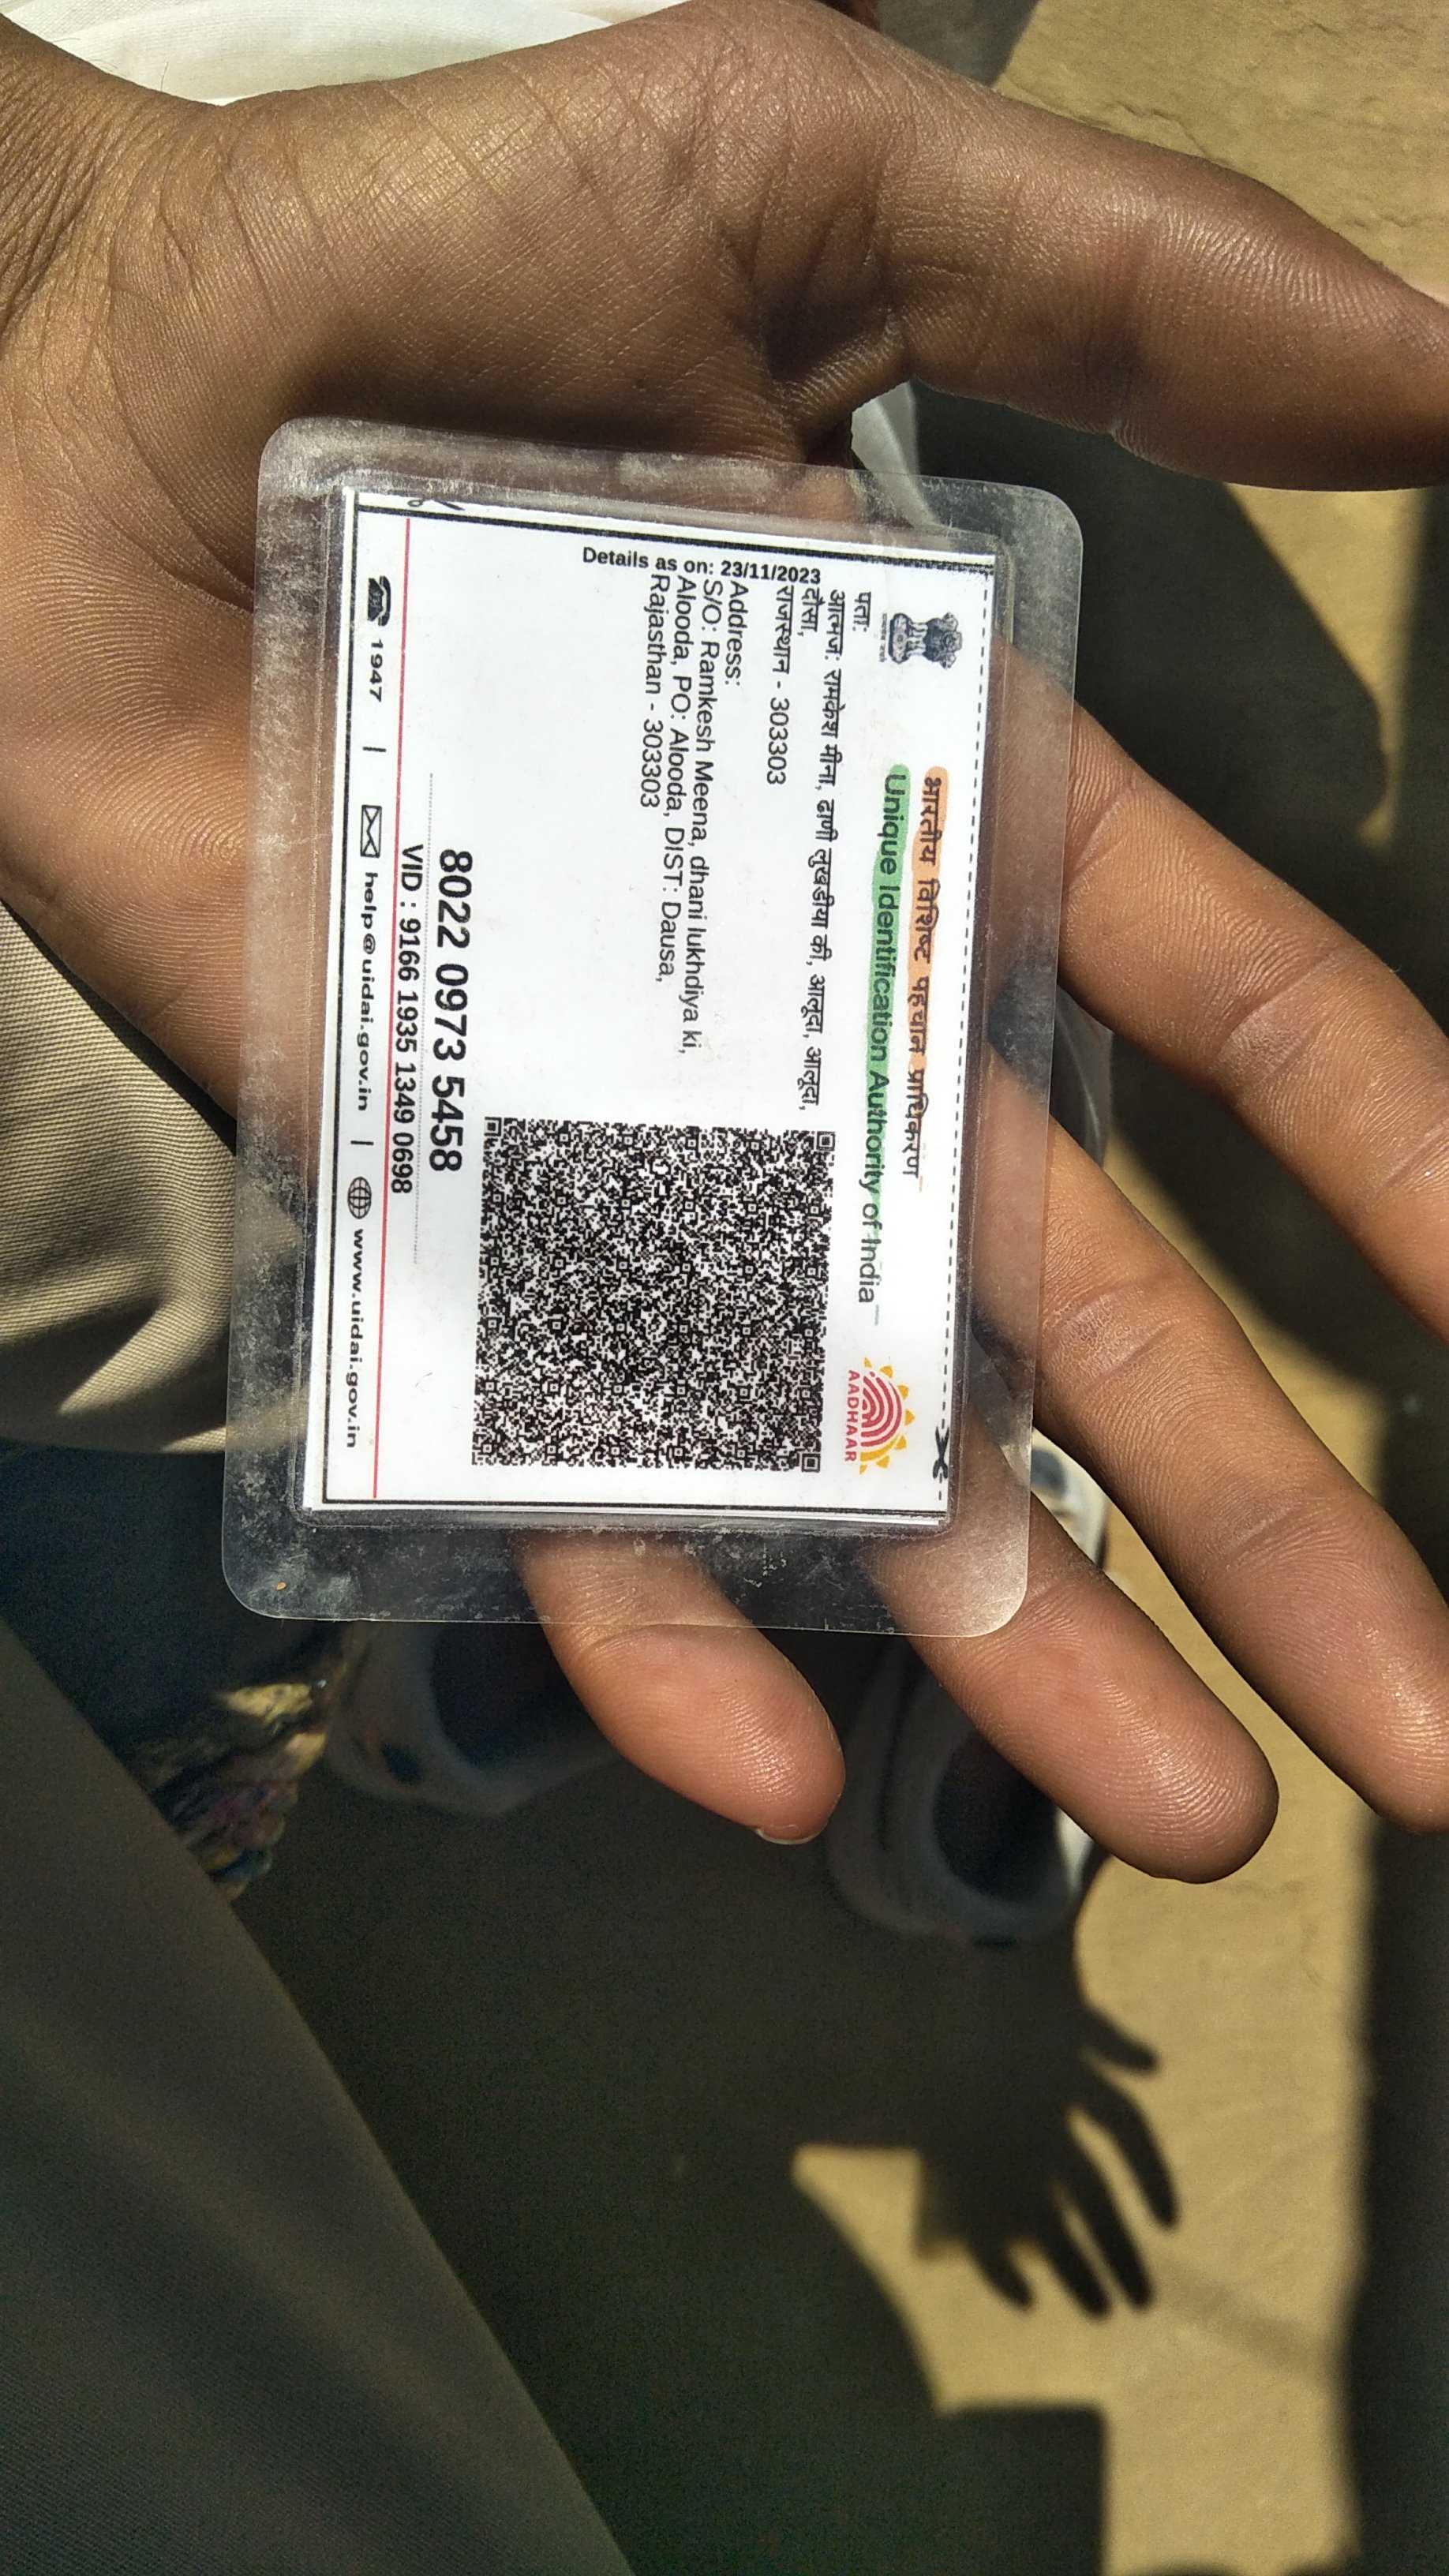 भारतीय विशिष्ट पहचान प्राधिकरण
Unique Identification Authority of India
AADHAAR
पता:
आत्मज: रामकेश मीना, ढाणी लुखडीया की, आलूदा, आलूदा,
दौसा,
राजस्थान - 303303
Details as on: 23/11/2023
Address:
S/O: Ramkesh Meena, dhani lukhdiya ki,
Alooda, PO: Alooda, DIST: Dausa,
Rajasthan - 303303
8022 0973 5458
VID : 9166 1935 1349 0698
1947 | help@uidai.gov.in | www.uidai.gov.in